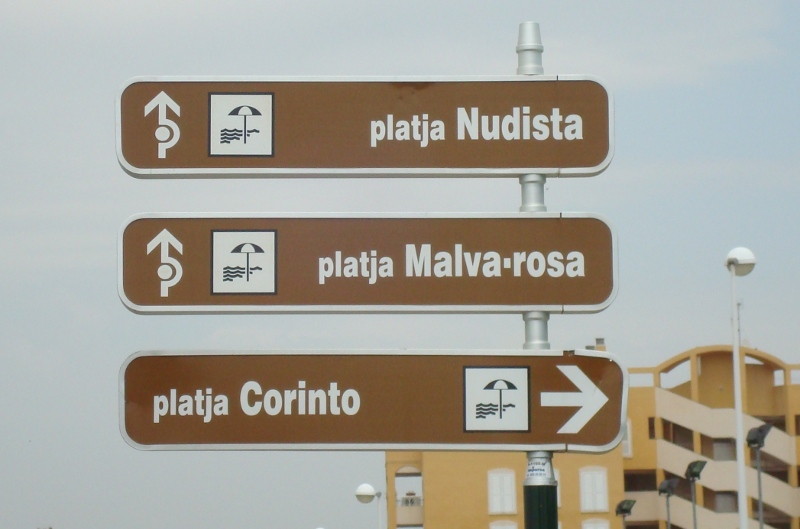 platja Nudista
platja Malva-rosa
platja Corinto